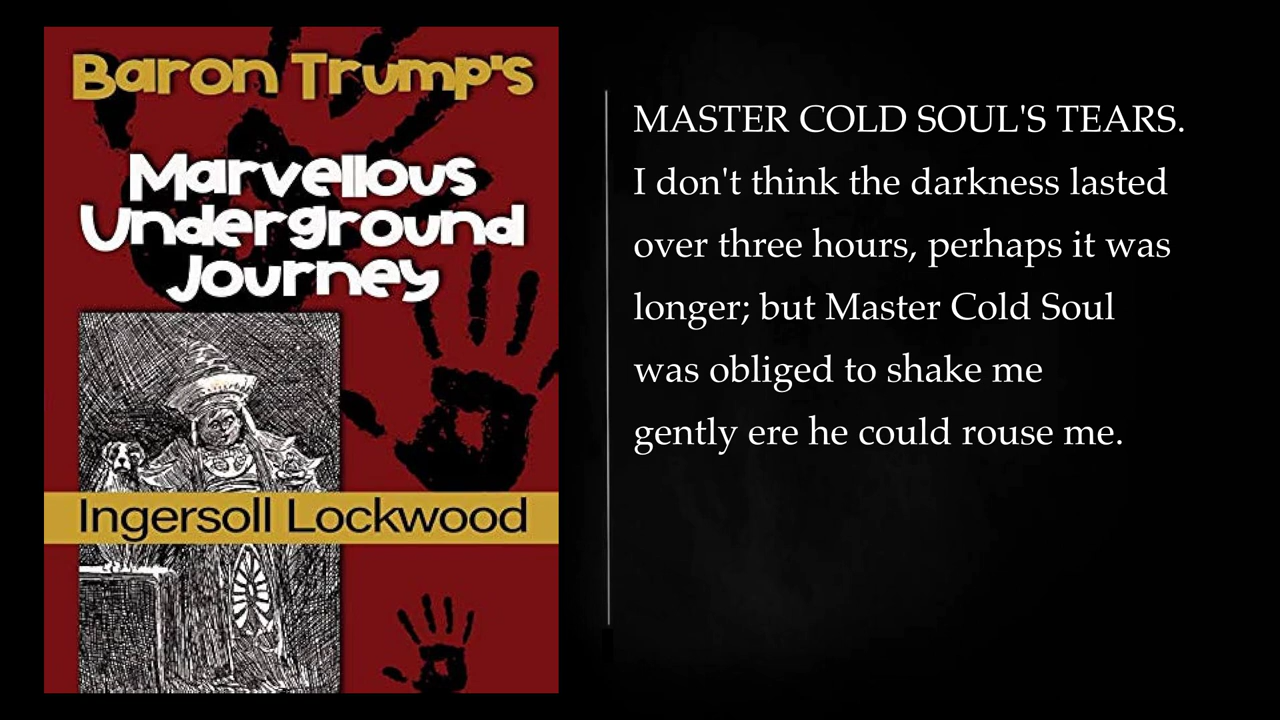 Baron Trump's
Marvellous
Underground
Journey
Ingersoll Lockwood
MASTER COLD SOUL'S TEARS.
I don't think the darkness lasted
over three hours, perhaps it was
longer; but Master Cold Soul
was obliged to shake me
gently ere he could rouse me.